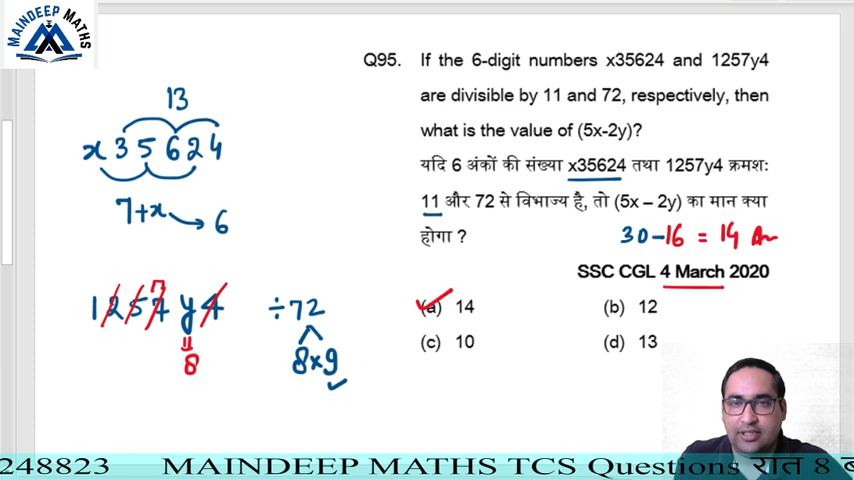 MAINDEEP MATHS
Q95. If the 6-digit numbers x35624 and 1257y4
are divisible by 11 and 72, respectively, then
what is the value of (5x-2y)?
यदि 6 अंकों की संख्या x35624 तथा 1257y4 क्रमश:
11 और 72 से विभाज्य है, तो (5x – 2y) का मान क्या
होगा ?
30-16 = 14 Ans
SSC CGL 4 March 2020
(a) 14 (b) 12
(c) 10 (d) 13
13
x35624
7+x 6
1257y4 ÷72
7
8 8×9
248823 MAINDEEP MATHS TCS Questions रात 8 ब